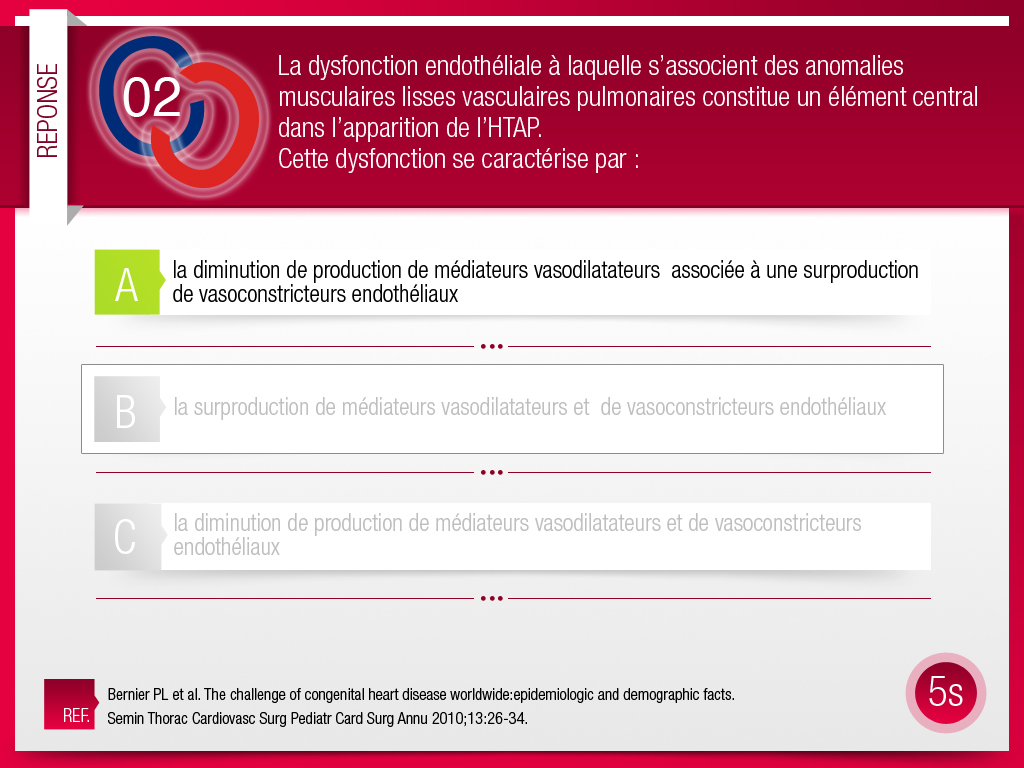 REPONSE
02
La dysfonction endothéliale à laquelle s’associent des anomalies
musculaires lisses vasculaires pulmonaires constitue un élément central
dans l’apparition de l’HTAP.
Cette dysfonction se caractérise par :
A
la diminution de production de médiateurs vasodilatateurs  associée à une surproduction
de vasoconstricteurs endothéliaux
B
la surproduction de médiateurs vasodilatateurs et  de vasoconstricteurs endothéliaux
C
la diminution de production de médiateurs vasodilatateurs et de vasoconstricteurs
endothéliaux
REF.
Bernier PL et al. The challenge of congenital heart disease worldwide:epidemiologic and demographic facts.
Semin Thorac Cardiovasc Surg Pediatr Card Surg Annu 2010;13:26-34.
5s